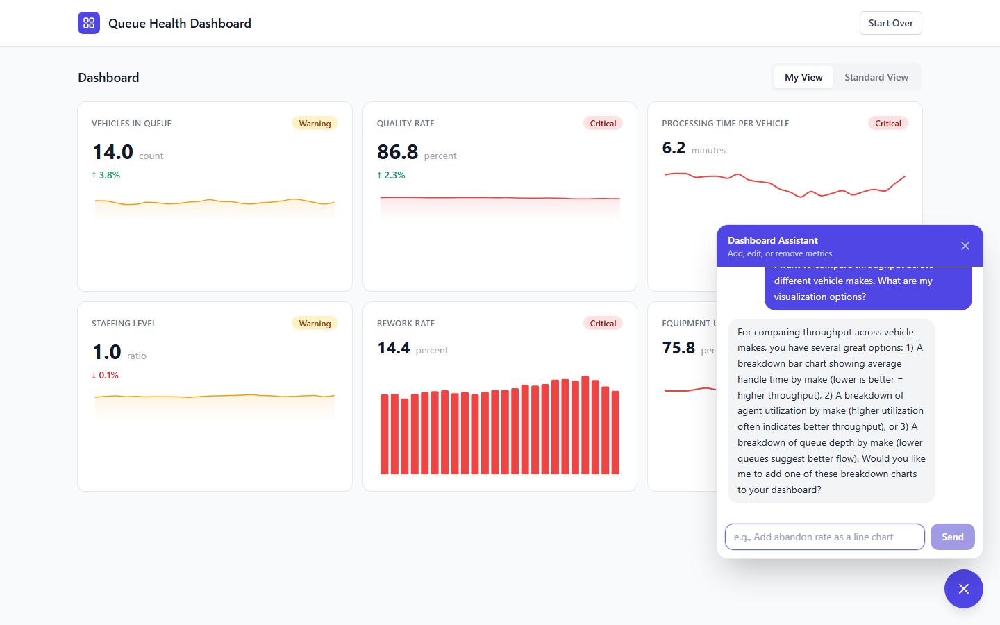 Queue Health Dashboard
Start Over
Dashboard
My View
Standard View
VEHICLES IN QUEUE
Warning
14.0 count
↑ 3.8%
QUALITY RATE
Critical
86.8 percent
↑ 2.3%
PROCESSING TIME PER VEHICLE
Critical
6.2 minutes
STAFFING LEVEL
Warning
1.0 ratio
↓ 0.1%
REWORK RATE
Critical
14.4 percent
EQUIPMENT
75.8
Dashboard Assistant
Add, edit, or remove metrics
different vehicle makes. What are my
visualization options?
For comparing throughput across vehicle
makes, you have several great options: 1) A
breakdown bar chart showing average
handle time by make (lower is better =
higher throughput), 2) A breakdown of
agent utilization by make (higher utilization
often indicates better throughput), or 3) A
breakdown of queue depth by make (lower
queues suggest better flow). Would you like
me to add one of these breakdown charts
to your dashboard?
e.g., Add abandon rate as a line chart
Send